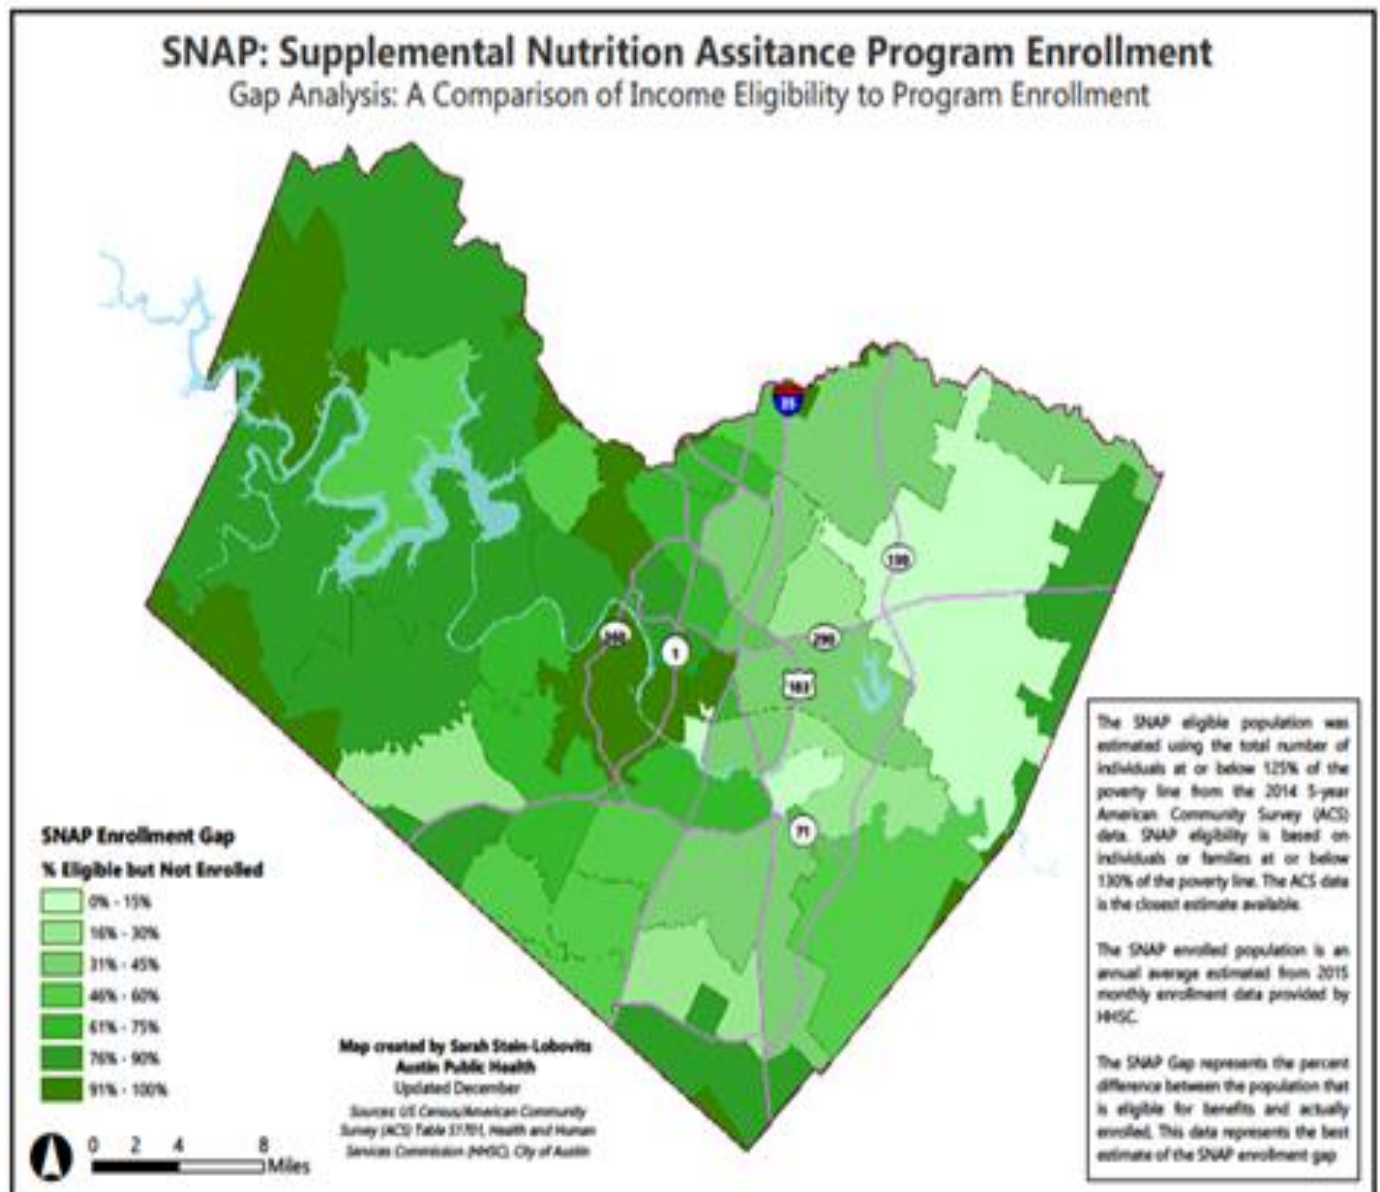 SNAP: Supplemental Nutrition Assitance Program Enrollment
Gap Analysis: A Comparison of Income Eligibility to Program Enrollment
35
130
360
1
290
183
71
The SNAP eligible population was
estimated using the total number of
individuals at or below 125% of the
poverty line from the 2014 5-year
American Community Survey (ACS)
data. SNAP eligibility is based on
individuals or families at or below
130% of the poverty line. The ACS data
is the closest estimate available.
The SNAP enrolled population is an
annual average estimated from 2015
monthly enrollment data provided by
HHSC.
The SNAP Gap represents the percent
difference between the population that
is eligible for benefits and actually
enrolled. This data represents the best
estimate of the SNAP enrollment gap
SNAP Enrollment Gap
% Eligible but Not Enrolled
0% - 15%
16% - 30%
31% - 45%
46% - 60%
61% - 75%
76% - 90%
91% - 100%
Map created by Sarah Stein-Lobovits
Austin Public Health
Updated December
Sources: US Census/American Community
Survey (ACS) Table S1701, Health and Human
Services Commission (HHSC), City of Austin
0 2 4 8
Miles